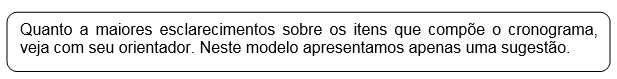 Quanto a maiores esclarecimentos sobre os itens que compõe o cronograma,
veja com seu orientador. Neste modelo apresentamos apenas uma sugestão.